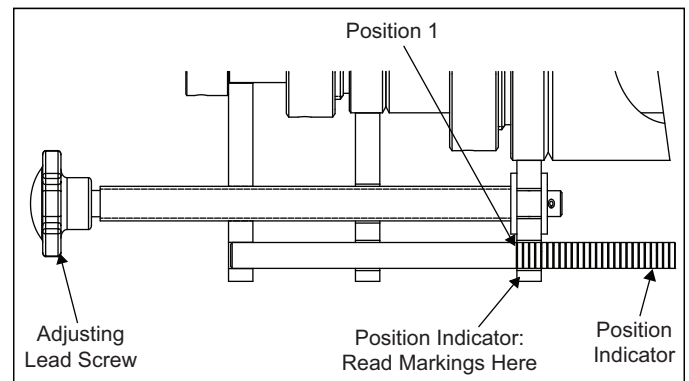 Position 1
Adjusting
Lead Screw
Position Indicator:
Read Markings Here
Position
Indicator